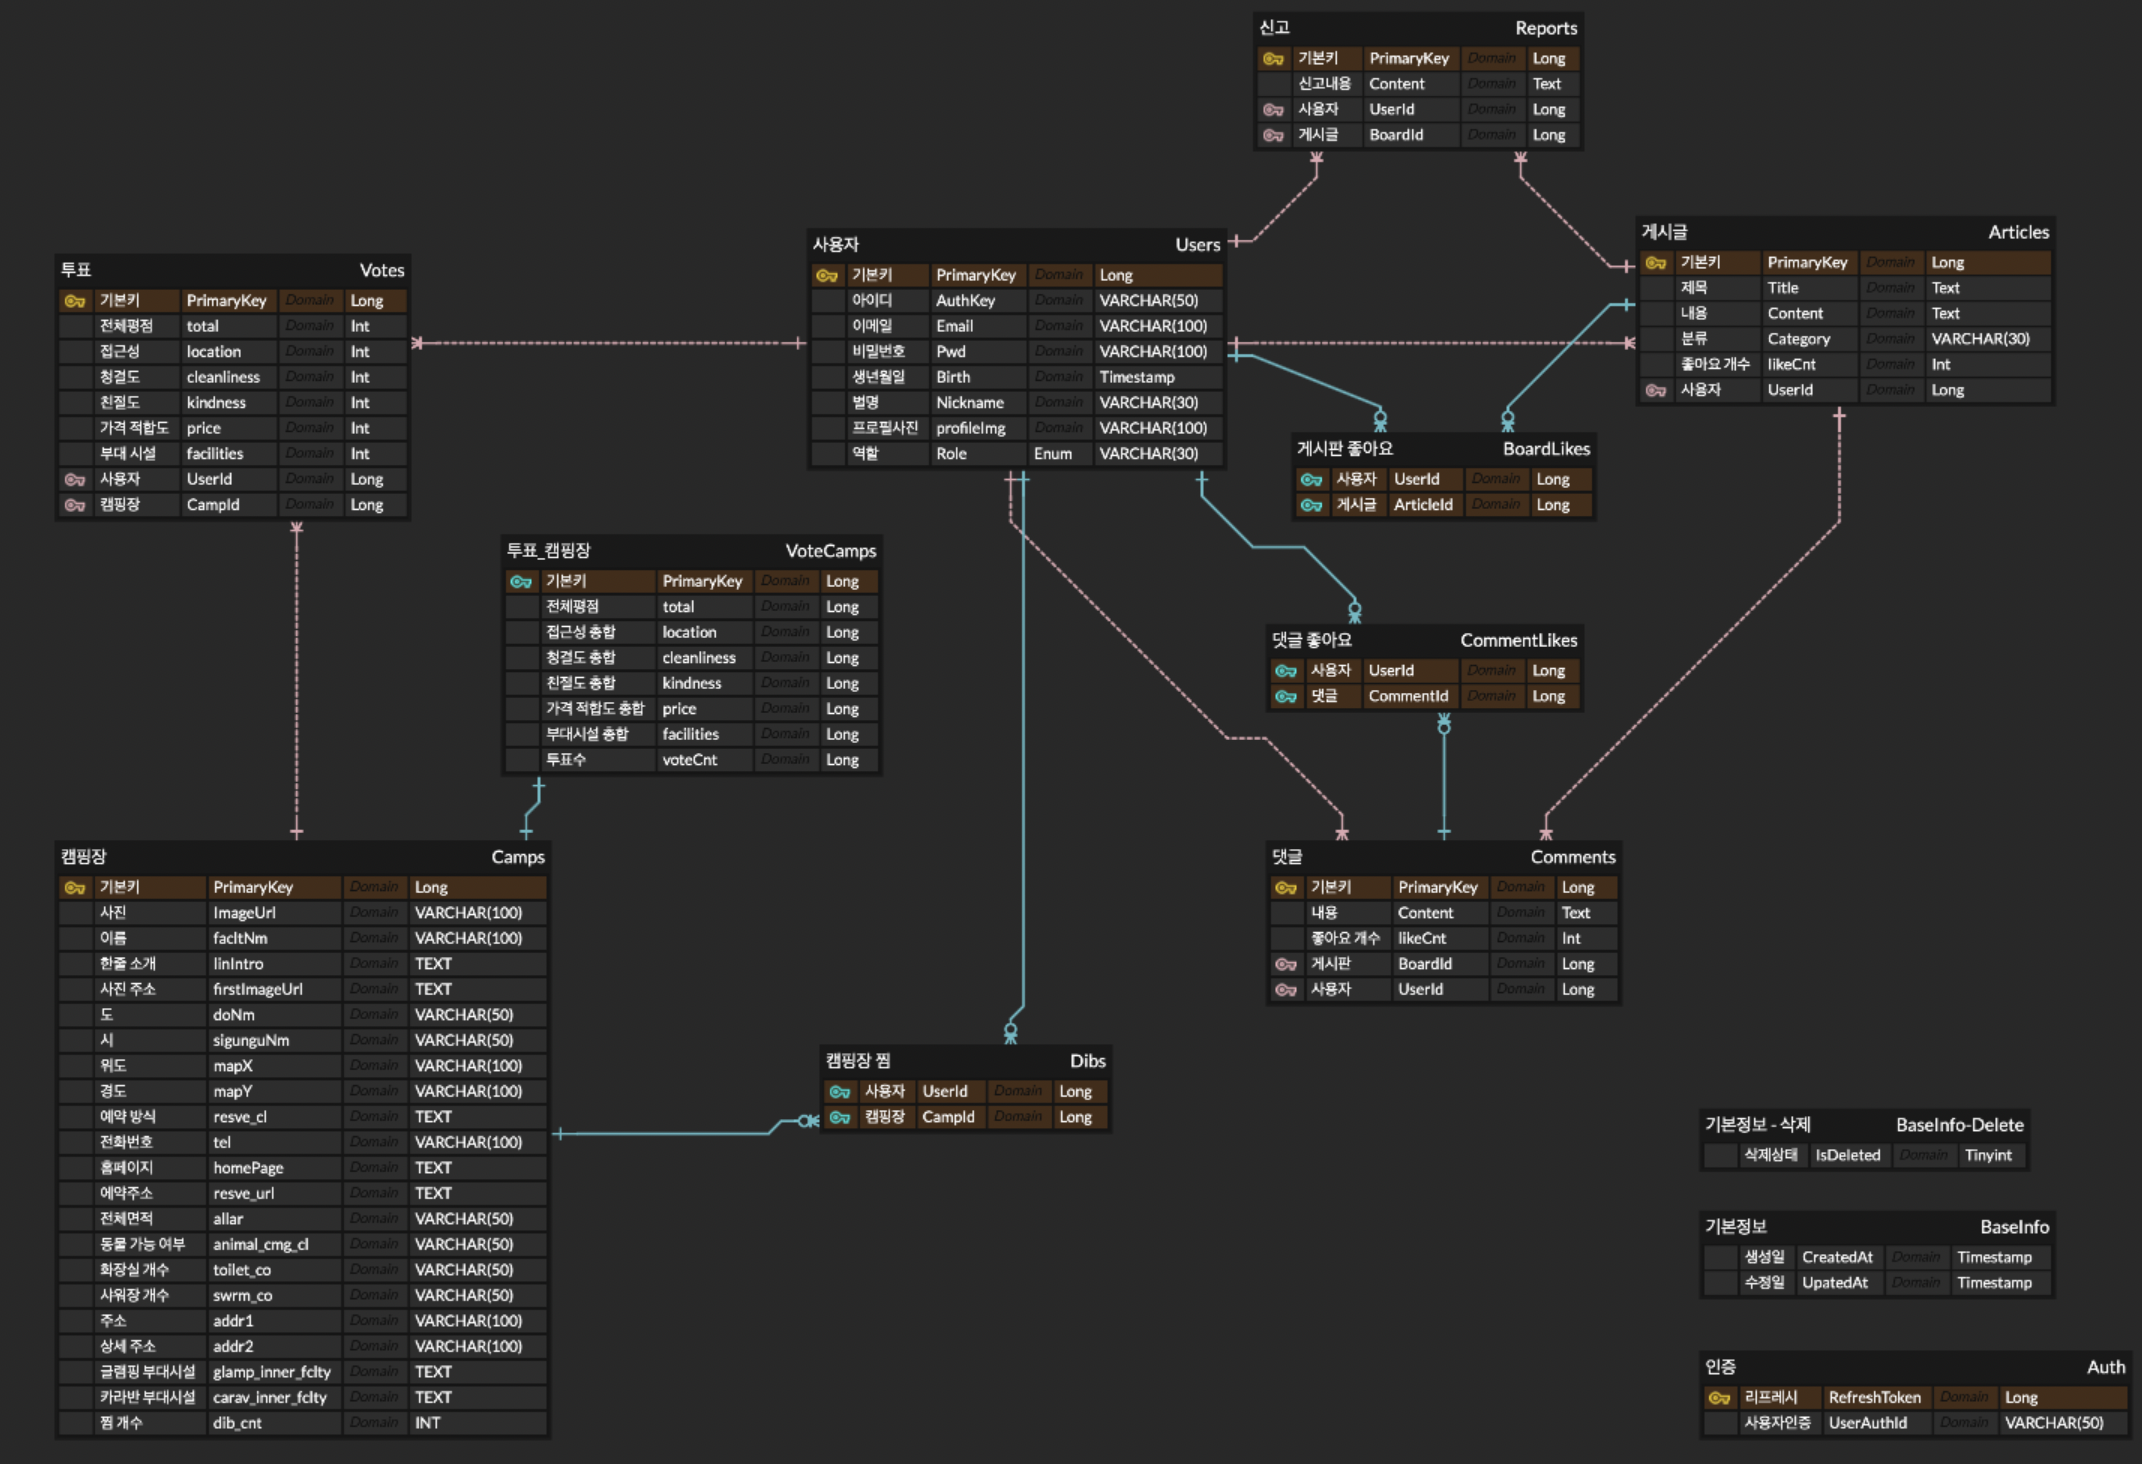 신고 Reports
기본키 PrimaryKey Domain Long
신고내용 Content Domain Text
사용자 UserId Domain Long
게시글 BoardId Domain Long
사용자 Users
기본키 PrimaryKey Domain Long
아이디 AuthKey Domain VARCHAR(50)
이메일 Email Domain VARCHAR(100)
비밀번호 Pwd Domain VARCHAR(100)
생년월일 Birth Domain Timestamp
별명 Nickname Domain VARCHAR(30)
프로필사진 profileImg Domain VARCHAR(100)
역할 Role Enum VARCHAR(30)
게시글 Articles
기본키 PrimaryKey Domain Long
제목 Title Domain Text
내용 Content Domain Text
분류 Category Domain VARCHAR(30)
좋아요 개수 likeCnt Domain Int
사용자 UserId Domain Long
투표 Votes
기본키 PrimaryKey Domain Long
전체평점 total Domain Int
접근성 location Domain Int
청결도 cleanliness Domain Int
친절도 kindness Domain Int
가격 적합도 price Domain Int
부대 시설 facilities Domain Int
사용자 UserId Domain Long
캠핑장 CampId Domain Long
게시판 좋아요 BoardLikes
사용자 UserId Domain Long
게시글 ArticleId Domain Long
투표_캠핑장 VoteCamps
기본키 PrimaryKey Domain Long
전체평점 total Domain Long
접근성 총합 location Domain Long
청결도 총합 cleanliness Domain Long
친절도 총합 kindness Domain Long
가격 적합도 총합 price Domain Long
부대시설 총합 facilities Domain Long
투표수 voteCnt Domain Long
댓글 좋아요 CommentLikes
사용자 UserId Domain Long
댓글 CommentId Domain Long
캠핑장 Camps
기본키 PrimaryKey Domain Long
사진 ImageUrl Domain VARCHAR(100)
이름 facltNm Domain VARCHAR(100)
한줄 소개 linIntro Domain TEXT
사진 주소 firstImageUrl Domain TEXT
도 doNm Domain VARCHAR(50)
시 sigunguNm Domain VARCHAR(50)
위도 mapX Domain VARCHAR(100)
경도 mapY Domain VARCHAR(100)
예약 방식 resve_cl Domain TEXT
전화번호 tel Domain VARCHAR(100)
홈페이지 homePage Domain TEXT
예약주소 resve_url Domain TEXT
전체면적 allar Domain VARCHAR(50)
동물 가능 여부 animal_cmg_cl Domain VARCHAR(50)
화장실 개수 toilet_co Domain VARCHAR(50)
샤워장 개수 swrm_co Domain VARCHAR(50)
주소 addr1 Domain VARCHAR(100)
상세 주소 addr2 Domain VARCHAR(100)
글램핑 부대시설 glamp_inner_fclty Domain TEXT
카라반 부대시설 carav_inner_fclty Domain TEXT
찜 개수 dib_cnt Domain INT
댓글 Comments
기본키 PrimaryKey Domain Long
내용 Content Domain Text
좋아요 개수 likeCnt Domain Int
게시판 BoardId Domain Long
사용자 UserId Domain Long
캠핑장 찜 Dibs
사용자 UserId Domain Long
캠핑장 CampId Domain Long
기본정보 - 삭제 BaseInfo-Delete
삭제상태 IsDeleted Domain Tinyint
기본정보 BaseInfo
생성일 CreatedAt Domain Timestamp
수정일 UpatedAt Domain Timestamp
인증 Auth
리프레시 RefreshToken Domain Long
사용자인증 UserAuthId Domain VARCHAR(50)